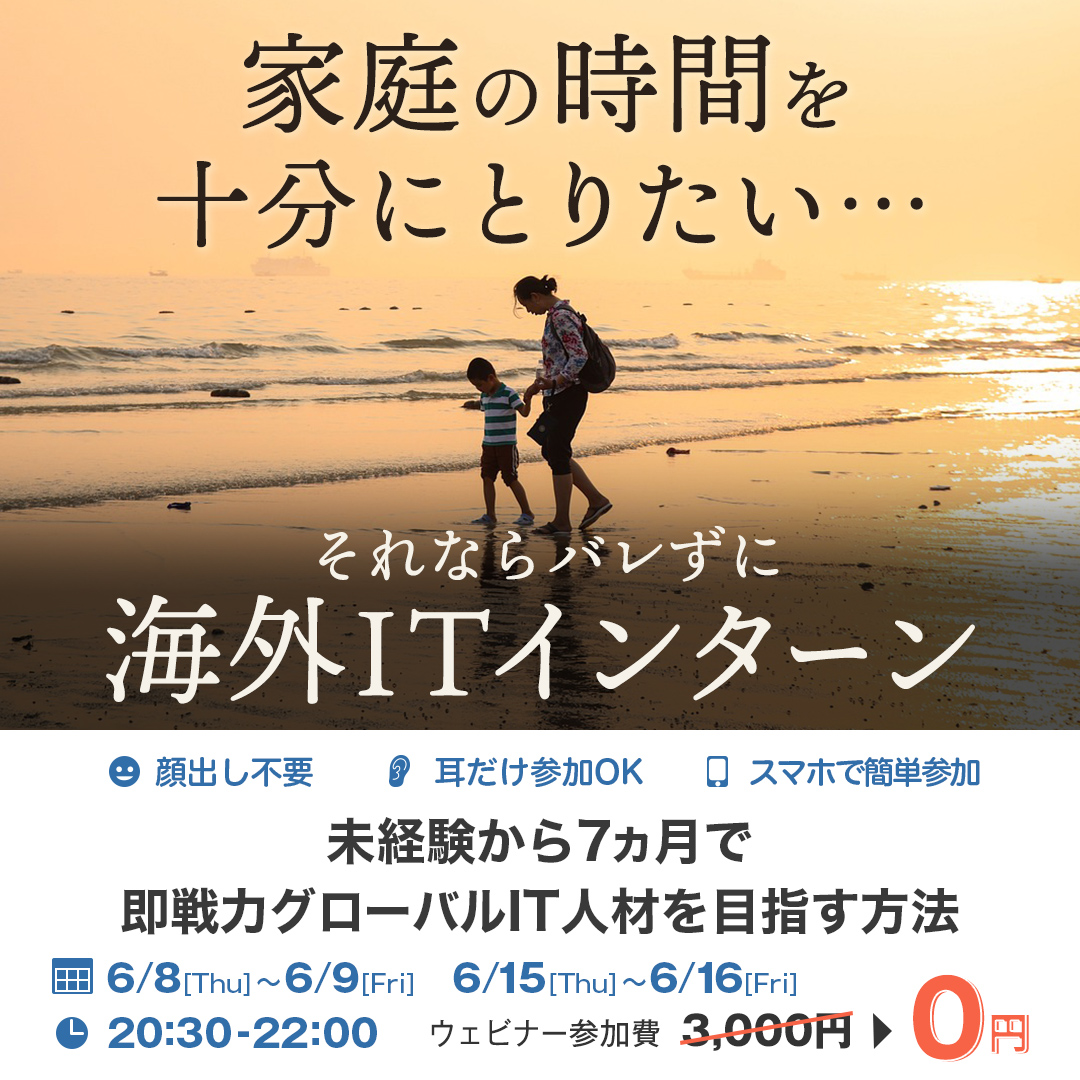 家庭の時間を
十分にとりたい…
それならバレずに
海外ITインターン
顔出し不要 耳だけ参加OK スマホで簡単参加
未経験から7ヵ月で
即戦力グローバルIT人材を目指す方法
6/8[Thu]～6/9[Fri] 6/15[Thu]～6/16[Fri]
20:30-22:00 ウェビナー参加費 3,000円 ▶ 0円